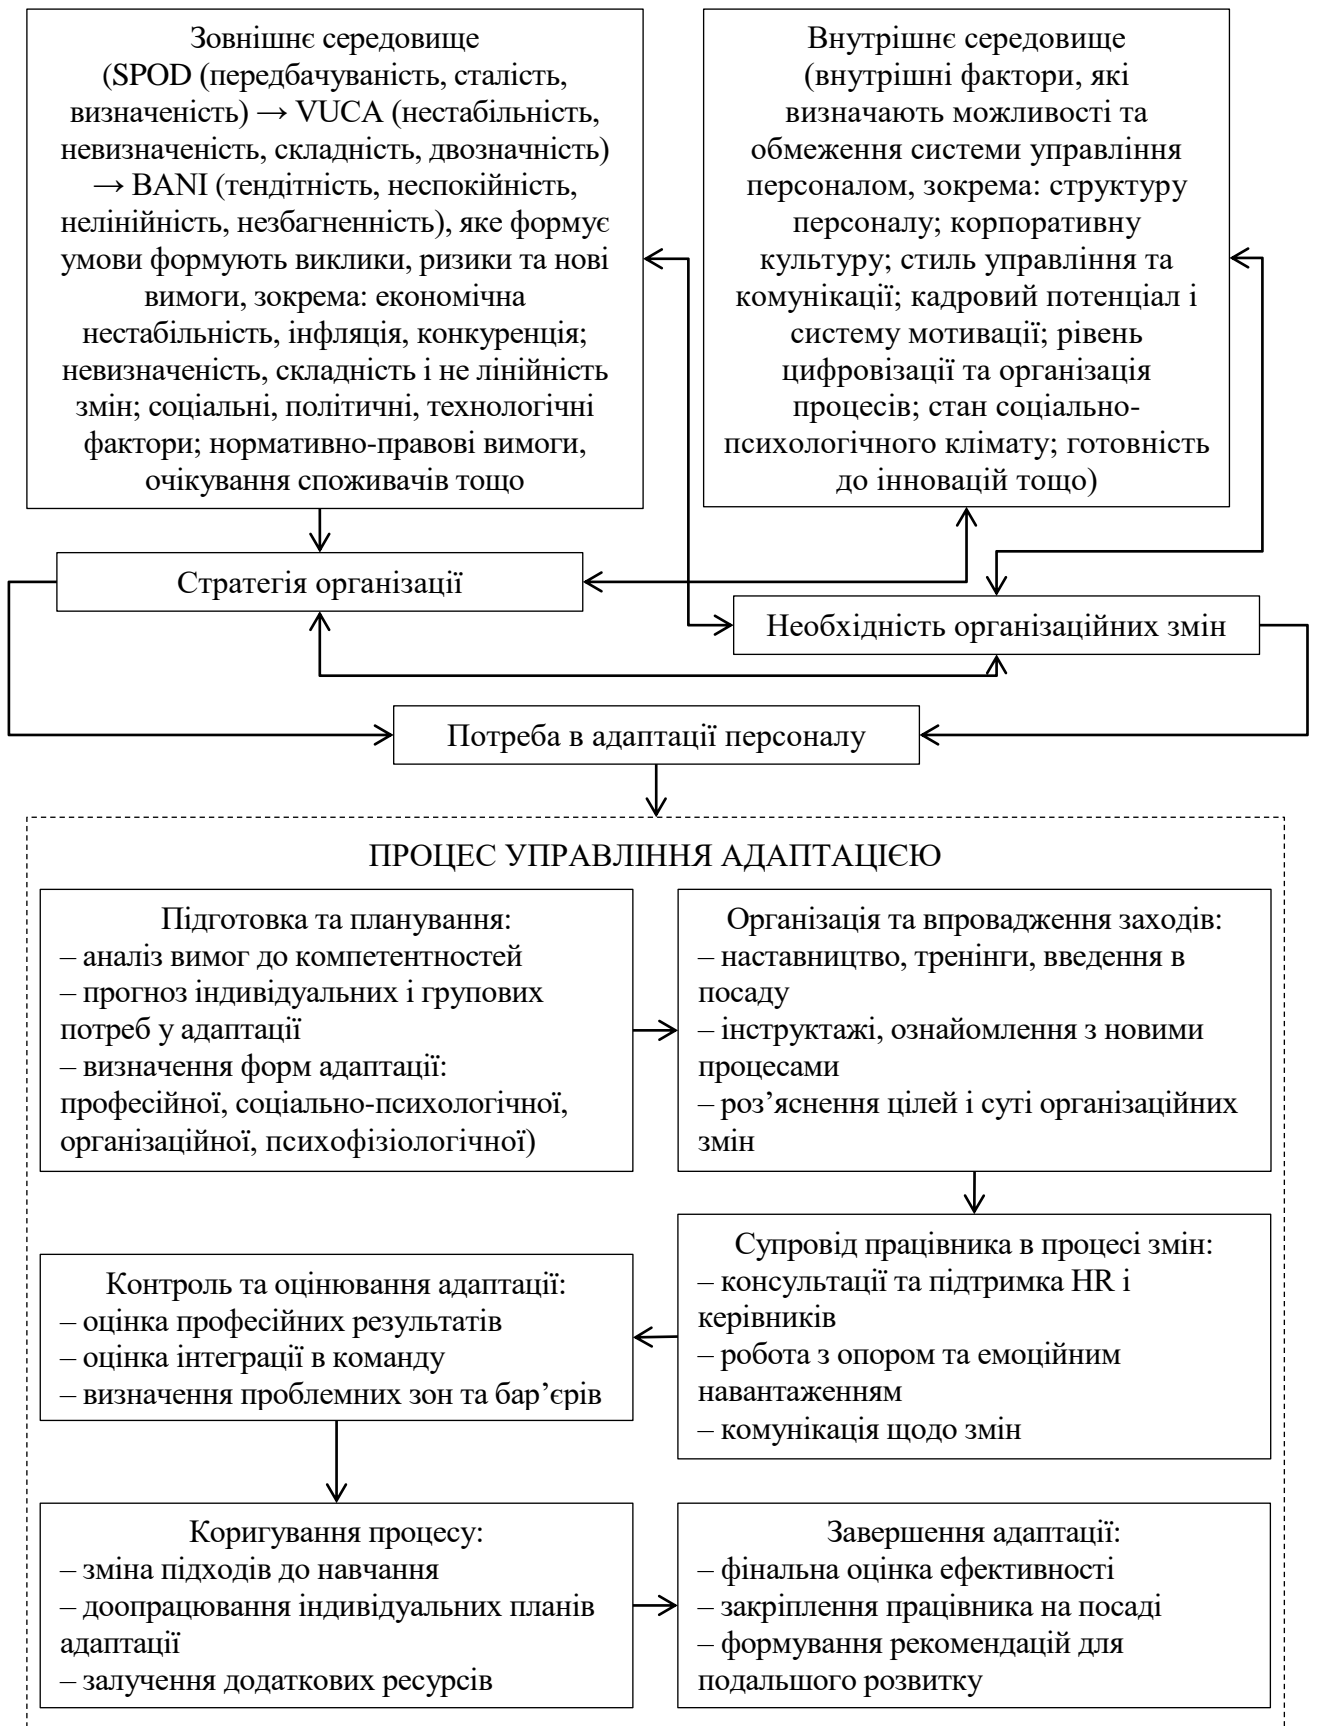 Зовнішнє середовище
(SPOD (передбачуваність, сталість,
визначеність) → VUCA (нестабільність,
невизначеність, складність, двозначність)
→ BANI (тендітність, неспокійність,
нелінійність, незбагненність), яке формує
умови формують виклики, ризики та нові
вимоги, зокрема: економічна
нестабільність, інфляція, конкуренція;
невизначеність, складність і не лінійність
змін; соціальні, політичні, технологічні
фактори; нормативно-правові вимоги,
очікування споживачів тощо
Внутрішнє середовище
(внутрішні фактори, які
визначають можливості та
обмеження системи управління
персоналом, зокрема: структуру
персоналу; корпоративну
культуру; стиль управління та
комунікації; кадровий потенціал і
систему мотивації; рівень
цифровізації та організація
процесів; стан соціально-
психологічного клімату; готовність
до інновацій тощо)
Стратегія організації
Необхідність організаційних змін
Потреба в адаптації персоналу
ПРОЦЕС УПРАВЛІННЯ АДАПТАЦІЄЮ
Підготовка та планування:
– аналіз вимог до компетентностей
– прогноз індивідуальних і групових
потреб у адаптації
– визначення форм адаптації:
професійної, соціально-психологічної,
організаційної, психофізіологічної)
Організація та впровадження заходів:
– наставництво, тренінги, введення в
посаду
– інструктажі, ознайомлення з новими
процесами
– роз’яснення цілей і суті організаційних
змін
Супровід працівника в процесі змін:
– консультації та підтримка HR і
керівників
– робота з опором та емоційним
навантаженням
– комунікація щодо змін
Контроль та оцінювання адаптації:
– оцінка професійних результатів
– оцінка інтеграції в команду
– визначення проблемних зон та бар’єрів
Коригування процесу:
– зміна підходів до навчання
– доопрацювання індивідуальних планів
адаптації
– залучення додаткових ресурсів
Завершення адаптації:
– фінальна оцінка ефективності
– закріплення працівника на посаді
– формування рекомендацій для
подальшого розвитку